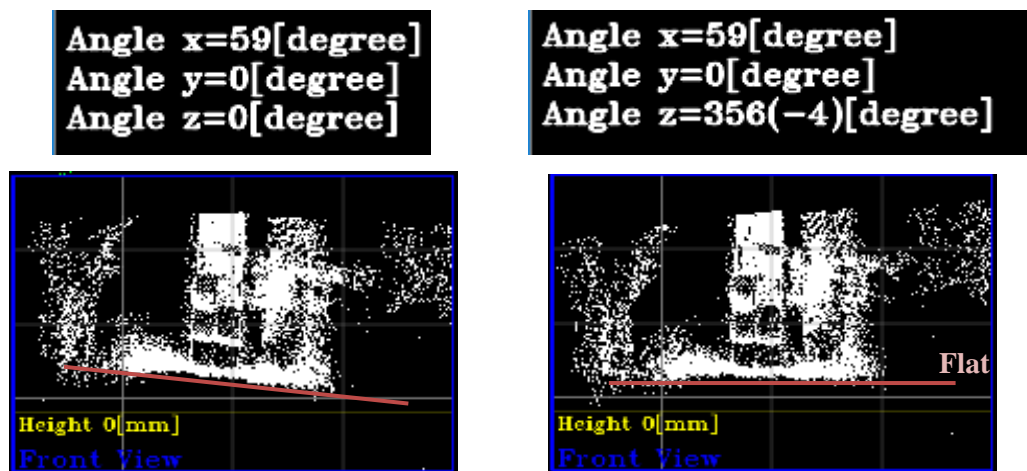 Angle x=59[degree]
Angle y=0[degree]
Angle z=0[degree]
Angle x=59[degree]
Angle y=0[degree]
Angle z=356(-4)[degree]
Height 0[mm]
Front View
Flat
Height 0[mm]
Front View